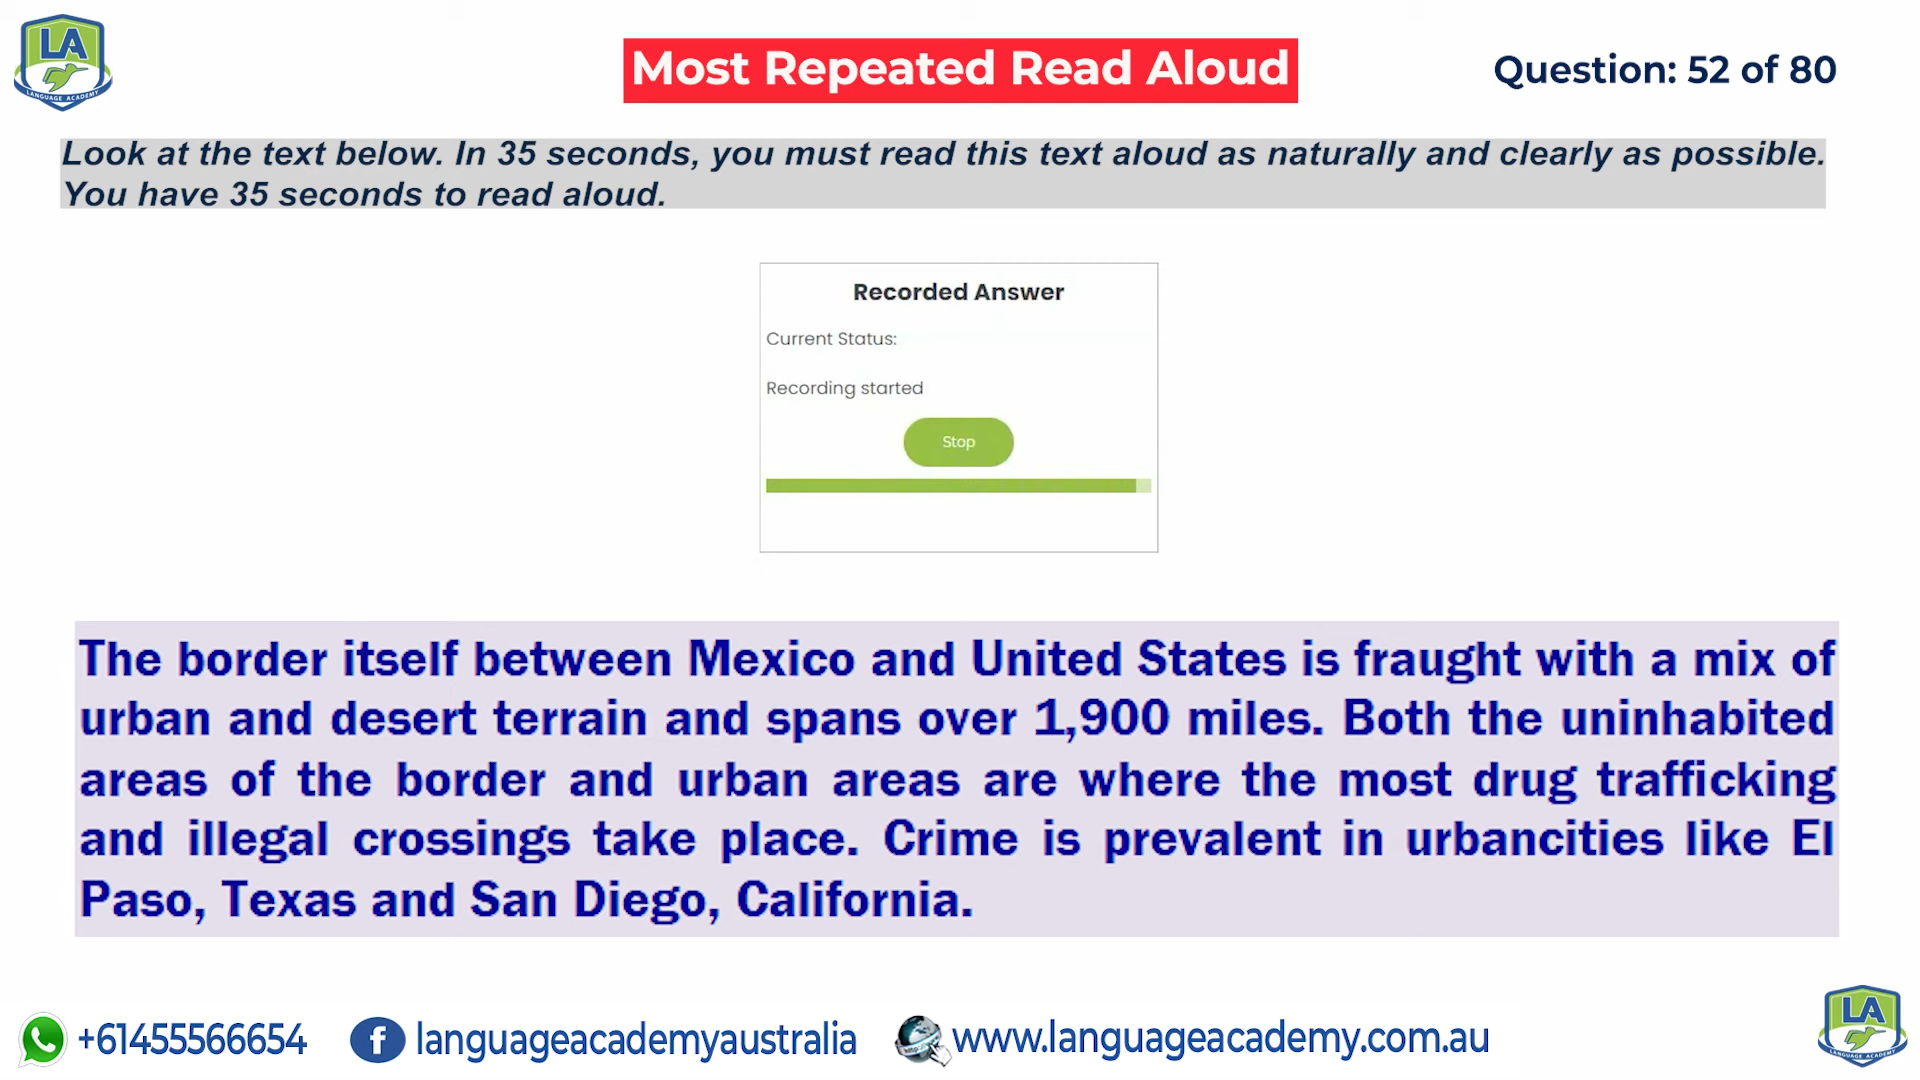 LA
LANGUAGE ACADEMY
Most Repeated Read Aloud
Question: 52 of 80
Look at the text below. In 35 seconds, you must read this text aloud as naturally and clearly as possible.
You have 35 seconds to read aloud.
Recorded Answer
Current Status:
Recording started
Stop
The border itself between Mexico and United States is fraught with a mix of
urban and desert terrain and spans over 1,900 miles. Both the uninhabited
areas of the border and urban areas are where the most drug trafficking
and illegal crossings take place. Crime is prevalent in urbancities like El
Paso, Texas and San Diego, California.
+61455566654
languageacademyaustralia
www.languageacademy.com.au
LA
LANGUAGE ACADEMY